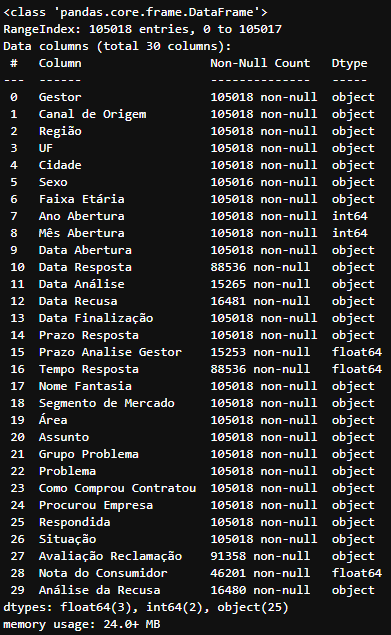 <class 'pandas.core.frame.DataFrame'>
RangeIndex: 105018 entries, 0 to 105017
Data columns (total 30 columns):
 #   Column                 Non-Null Count   Dtype
---  ------                 --------------   -----
 0   Gestor                 105018 non-null  object
 1   Canal de Origem        105018 non-null  object
 2   Região                 105018 non-null  object
 3   UF                     105018 non-null  object
 4   Cidade                 105018 non-null  object
 5   Sexo                   105016 non-null  object
 6   Faixa Etária           105018 non-null  object
 7   Ano Abertura           105018 non-null  int64
 8   Mês Abertura           105018 non-null  int64
 9   Data Abertura          105018 non-null  object
 10  Data Resposta          88536 non-null   object
 11  Data Análise           15265 non-null   object
 12  Data Recusa            16481 non-null   object
 13  Data Finalização       105018 non-null  object
 14  Prazo Resposta         105018 non-null  object
 15  Prazo Analise Gestor   15253 non-null   float64
 16  Tempo Resposta         88536 non-null   float64
 17  Nome Fantasia          105018 non-null  object
 18  Segmento de Mercado    105018 non-null  object
 19  Área                   105018 non-null  object
 20  Assunto                105018 non-null  object
 21  Grupo Problema         105018 non-null  object
 22  Problema               105018 non-null  object
 23  Como Comprou Contratou  105018 non-null  object
 24  Procurou Empresa       105018 non-null  object
 25  Respondida             105018 non-null  object
 26  Situação               105018 non-null  object
 27  Avaliação Reclamação   91358 non-null   object
 28  Nota do Consumidor     46201 non-null   float64
 29  Análise da Recusa      16480 non-null   object
dtypes: float64(3), int64(2), object(25)
memory usage: 24.0+ MB